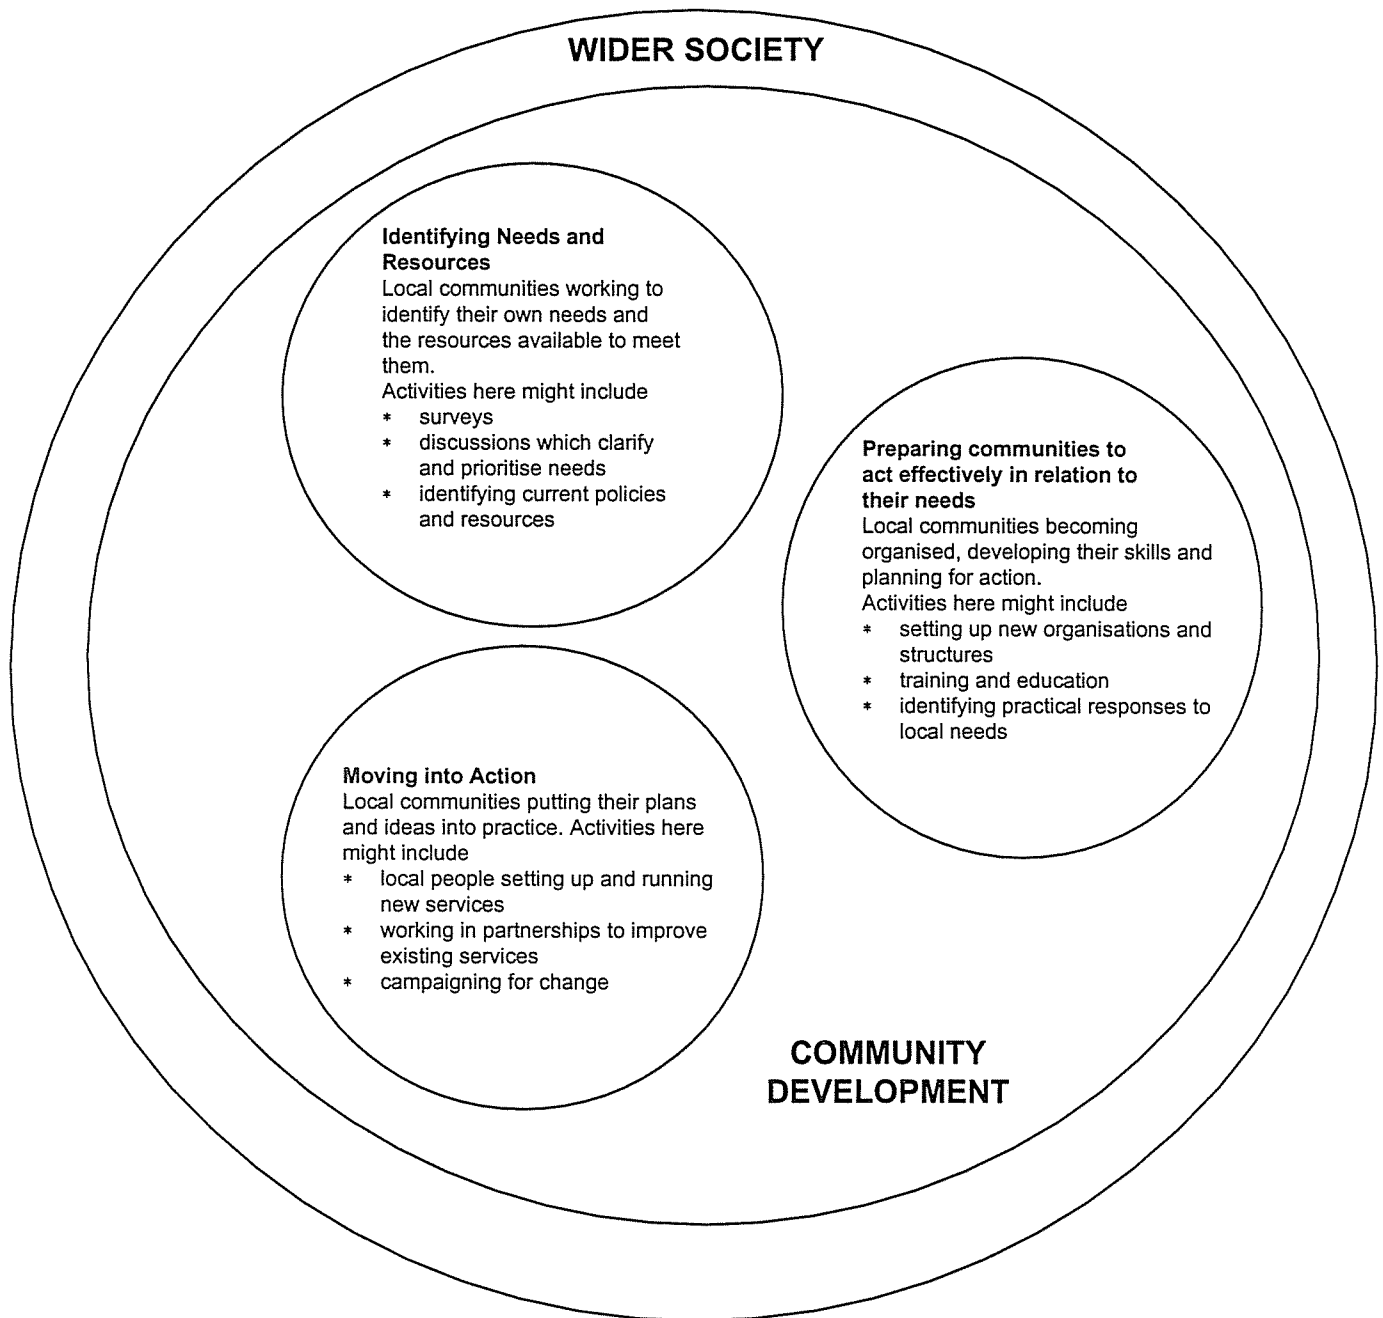 WIDER SOCIETY
Identifying Needs and
Resources
Local communities working to
identify their own needs and
the resources available to meet
them.
Activities here might include
* surveys
* discussions which clarify
and prioritise needs
* identifying current policies
and resources
Preparing communities to
act effectively in relation to
their needs
Local communities becoming
organised, developing their skills and
planning for action.
Activities here might include
* setting up new organisations and
structures
* training and education
* identifying practical responses to
local needs
Moving into Action
Local communities putting their plans
and ideas into practice. Activities here
might include
* local people setting up and running
new services
* working in partnerships to improve
existing services
* campaigning for change
COMMUNITY
DEVELOPMENT